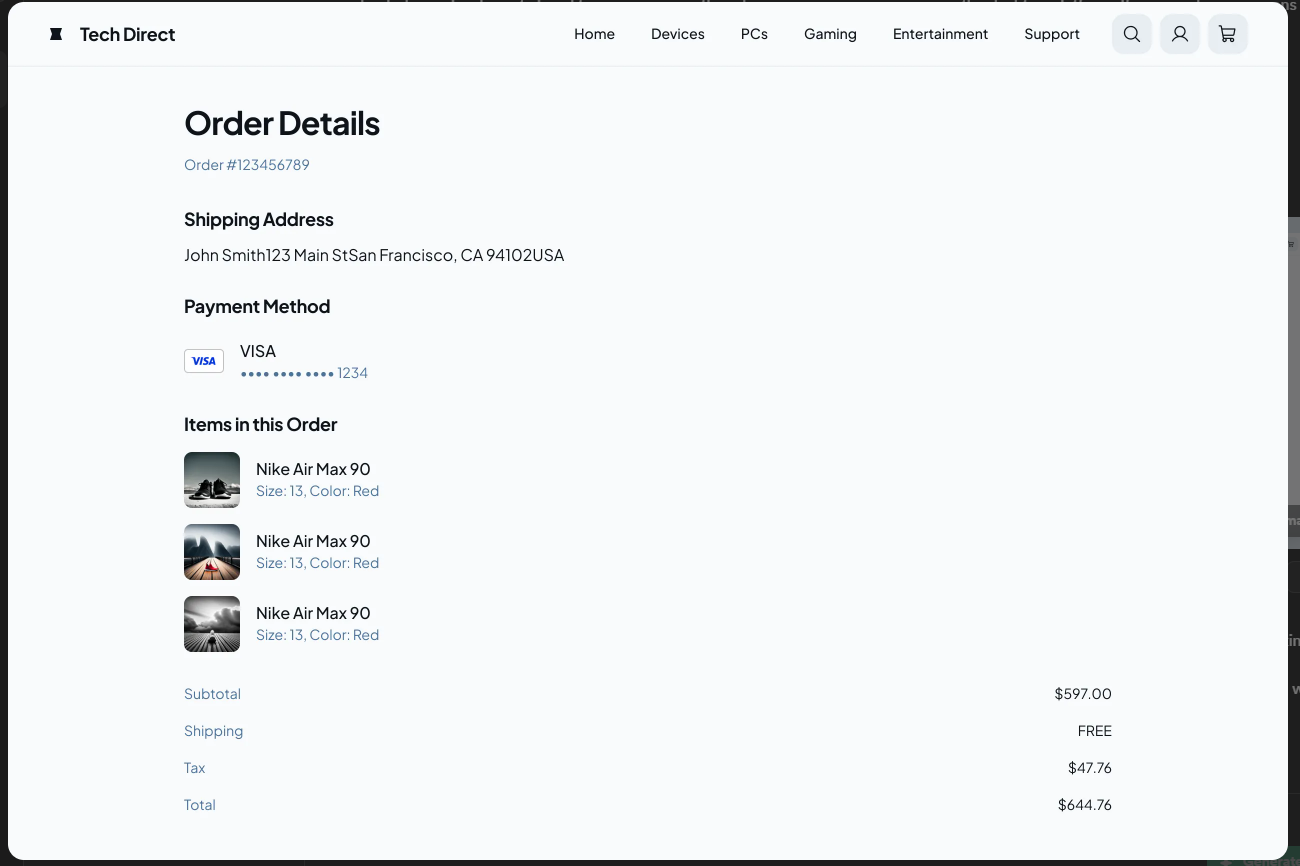 Tech Direct
Home Devices PCs Gaming Entertainment Support
Order Details
Order #123456789
Shipping Address
John Smith123 Main StSan Francisco, CA 94102USA
Payment Method
VISA
VISA
•••• •••• •••• 1234
Items in this Order
Nike Air Max 90
Size: 13, Color: Red
Nike Air Max 90
Size: 13, Color: Red
Nike Air Max 90
Size: 13, Color: Red
Subtotal $597.00
Shipping FREE
Tax $47.76
Total $644.76